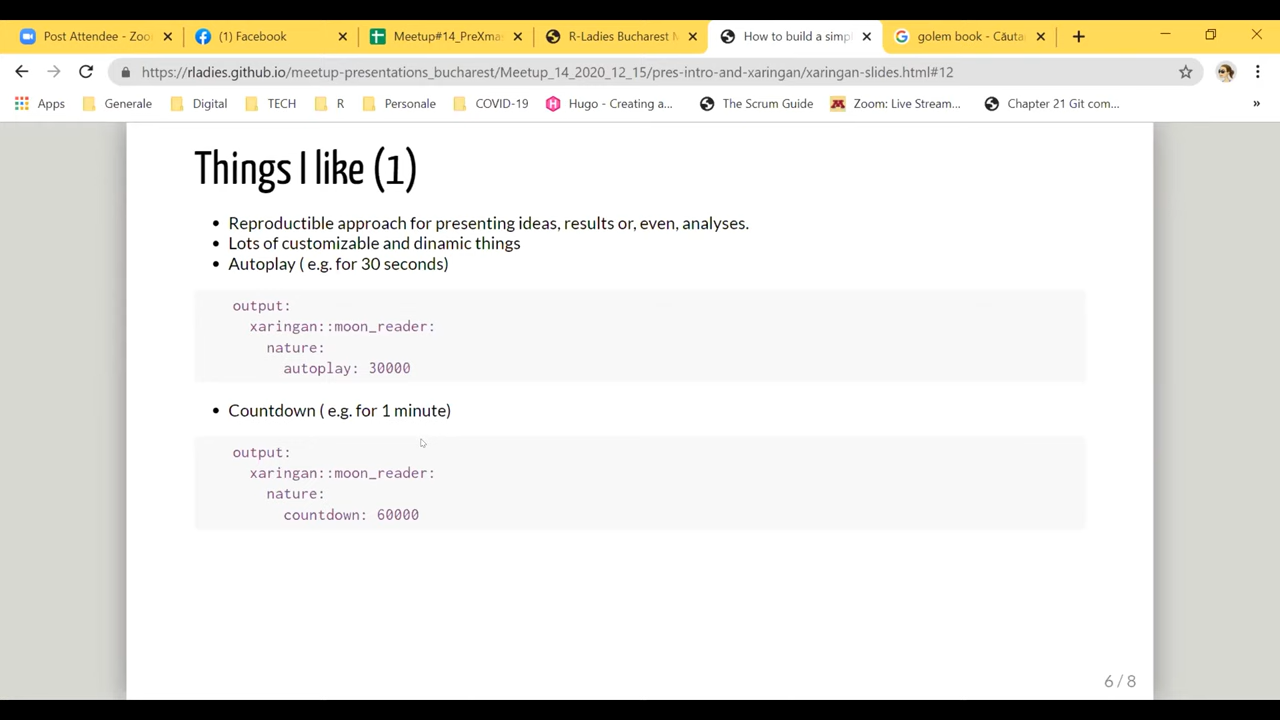 Post Attendee - Zoo
(1) Facebook
Meetup#14_PreXma
R-Ladies Bucharest M
How to build a simpl
golem book - Căuta
https://rladies.github.io/meetup-presentations_bucharest/Meetup_14_2020_12_15/pres-intro-and-xaringan/xaringan-slides.html#12
Apps
Generale
Digital
TECH
R
Personale
COVID-19
Hugo - Creating a...
The Scrum Guide
Zoom: Live Stream...
Chapter 21 Git com...
»
Things I like (1)
• Reproductible approach for presenting ideas, results or, even, analyses.
• Lots of customizable and dinamic things
• Autoplay ( e.g. for 30 seconds)
output:
xaringan::moon_reader:
nature:
autoplay: 30000
• Countdown ( e.g. for 1 minute)
output:
xaringan::moon_reader:
nature:
countdown: 60000
6 / 8